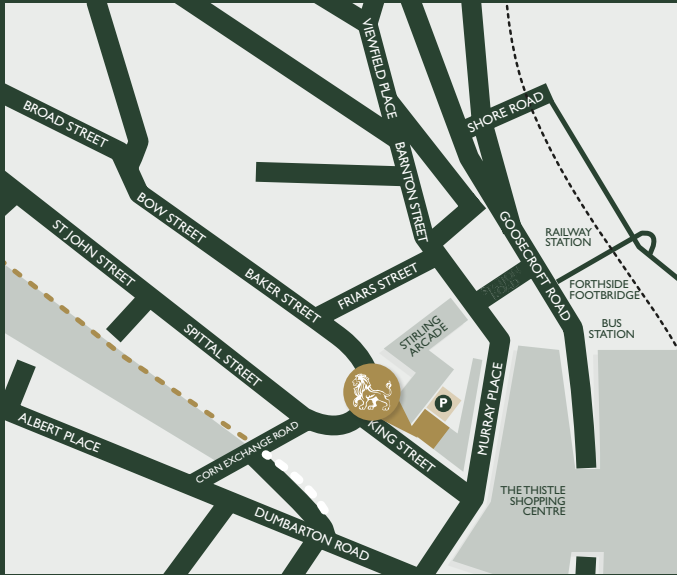 VIEWFIELD PLACE
BROAD STREET
SHORE ROAD
BARNTON STREET
BOW STREET
ST JOHN STREET
GOOSECROFT ROAD
RAILWAY
STATION
BAKER STREET
FRIARS STREET
FORTHSIDE
FOOTBRIDGE
BUS
STATION
STIRLING
ARCADE
SPITTAL STREET
P
MURRAY PLACE
ALBERT PLACE
CORN EXCHANGE ROAD
KING STREET
THE THISTLE
SHOPPING
CENTRE
DUMBARTON ROAD